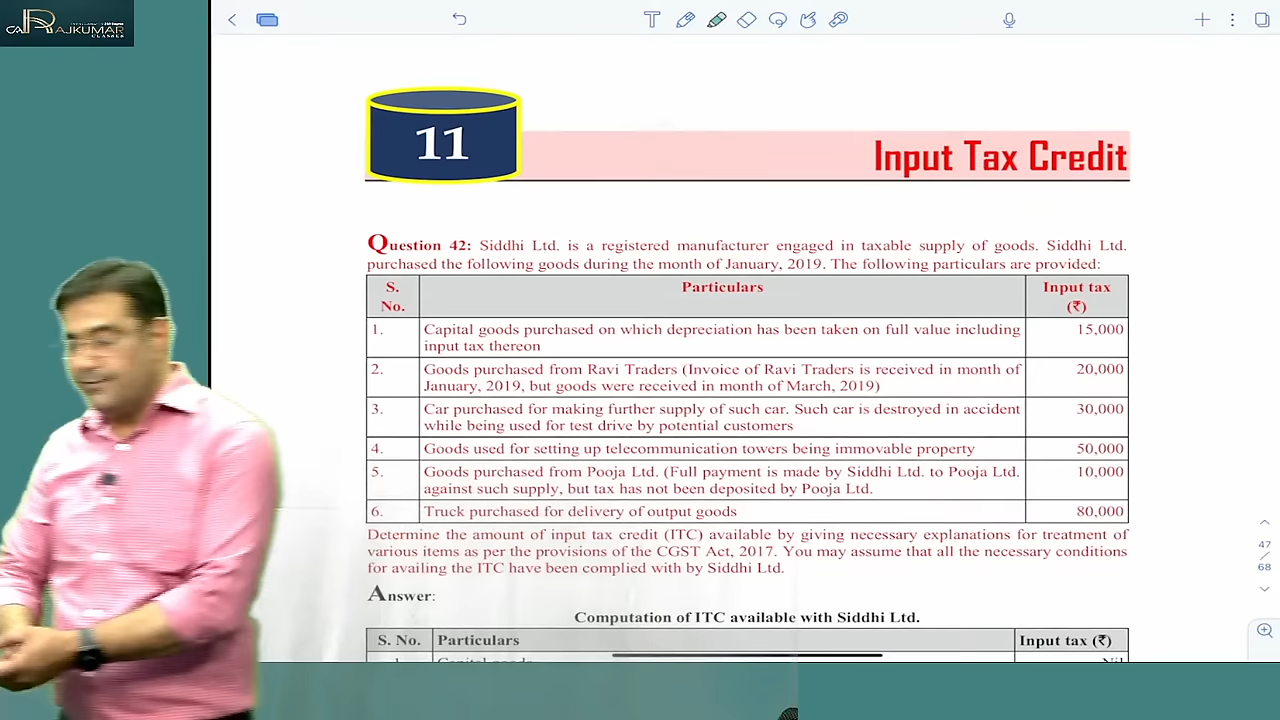 RAJKUMAR
CLASSES
11
Input Tax Credit
Question 42: Siddhi Ltd. is a registered manufacturer engaged in taxable supply of goods. Siddhi Ltd.
purchased the following goods during the month of January, 2019. The following particulars are provided:
S. No. Particulars Input tax (₹)
1. Capital goods purchased on which depreciation has been taken on full value including 15,000
input tax thereon
2. Goods purchased from Ravi Traders (Invoice of Ravi Traders is received in month of 20,000
January, 2019, but goods were received in month of March, 2019)
3. Car purchased for making further supply of such car. Such car is destroyed in accident 30,000
while being used for test drive by potential customers
4. Goods used for setting up telecommunication towers being immovable property 50,000
5. Goods purchased from Pooja Ltd. (Full payment is made by Siddhi Ltd. to Pooja Ltd. 10,000
against such supply, but tax has not been deposited by Pooja Ltd.
6. Truck purchased for delivery of output goods 80,000
Determine the amount of input tax credit (ITC) available by giving necessary explanations for treatment of
various items as per the provisions of the CGST Act, 2017. You may assume that all the necessary conditions
for availing the ITC have been complied with by Siddhi Ltd.
Answer:
Computation of ITC available with Siddhi Ltd.
S. No. Particulars Input tax (₹)
1. Capital goods Nil
47
68